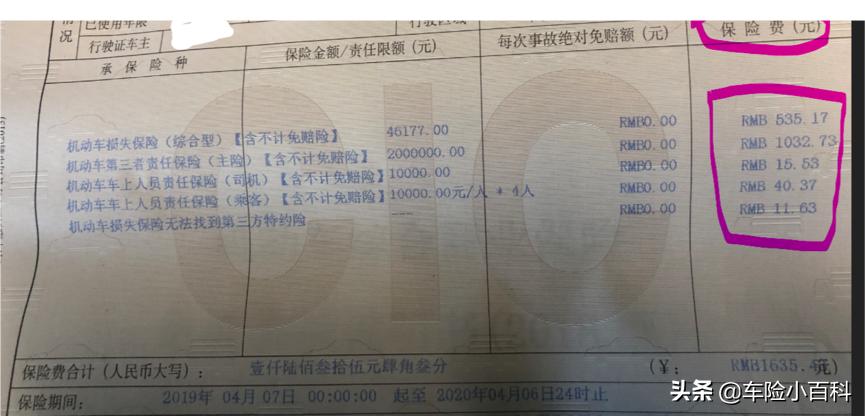 况
已使用年限
行驶区域
行驶证车主
承保险种
保险金额/责任限额(元)
每次事故绝对免赔额(元)
保险费(元)
机动车损失保险(综合型)【含不计免赔险】 46177.00 RMB0.00 RMB 535.17
机动车第三者责任保险(主险)【含不计免赔险】 2000000.00 RMB0.00 RMB 1032.73
机动车车上人员责任保险(司机)【含不计免赔险】 10000.00 RMB0.00 RMB 15.53
机动车车上人员责任保险(乘客)【含不计免赔险】 10000.00元/人 * 4人 RMB0.00 RMB 40.37
机动车损失保险无法找到第三方特约险 --- RMB0.00 RMB 11.63
保险费合计(人民币大写): 壹仟陆佰叁拾伍元肆角叁分 (¥: RMB1635.4 元)
保险期间: 2019年 04月 07日 00:00:00 起至 2020年04月06日24时止
头条 @车险小百科